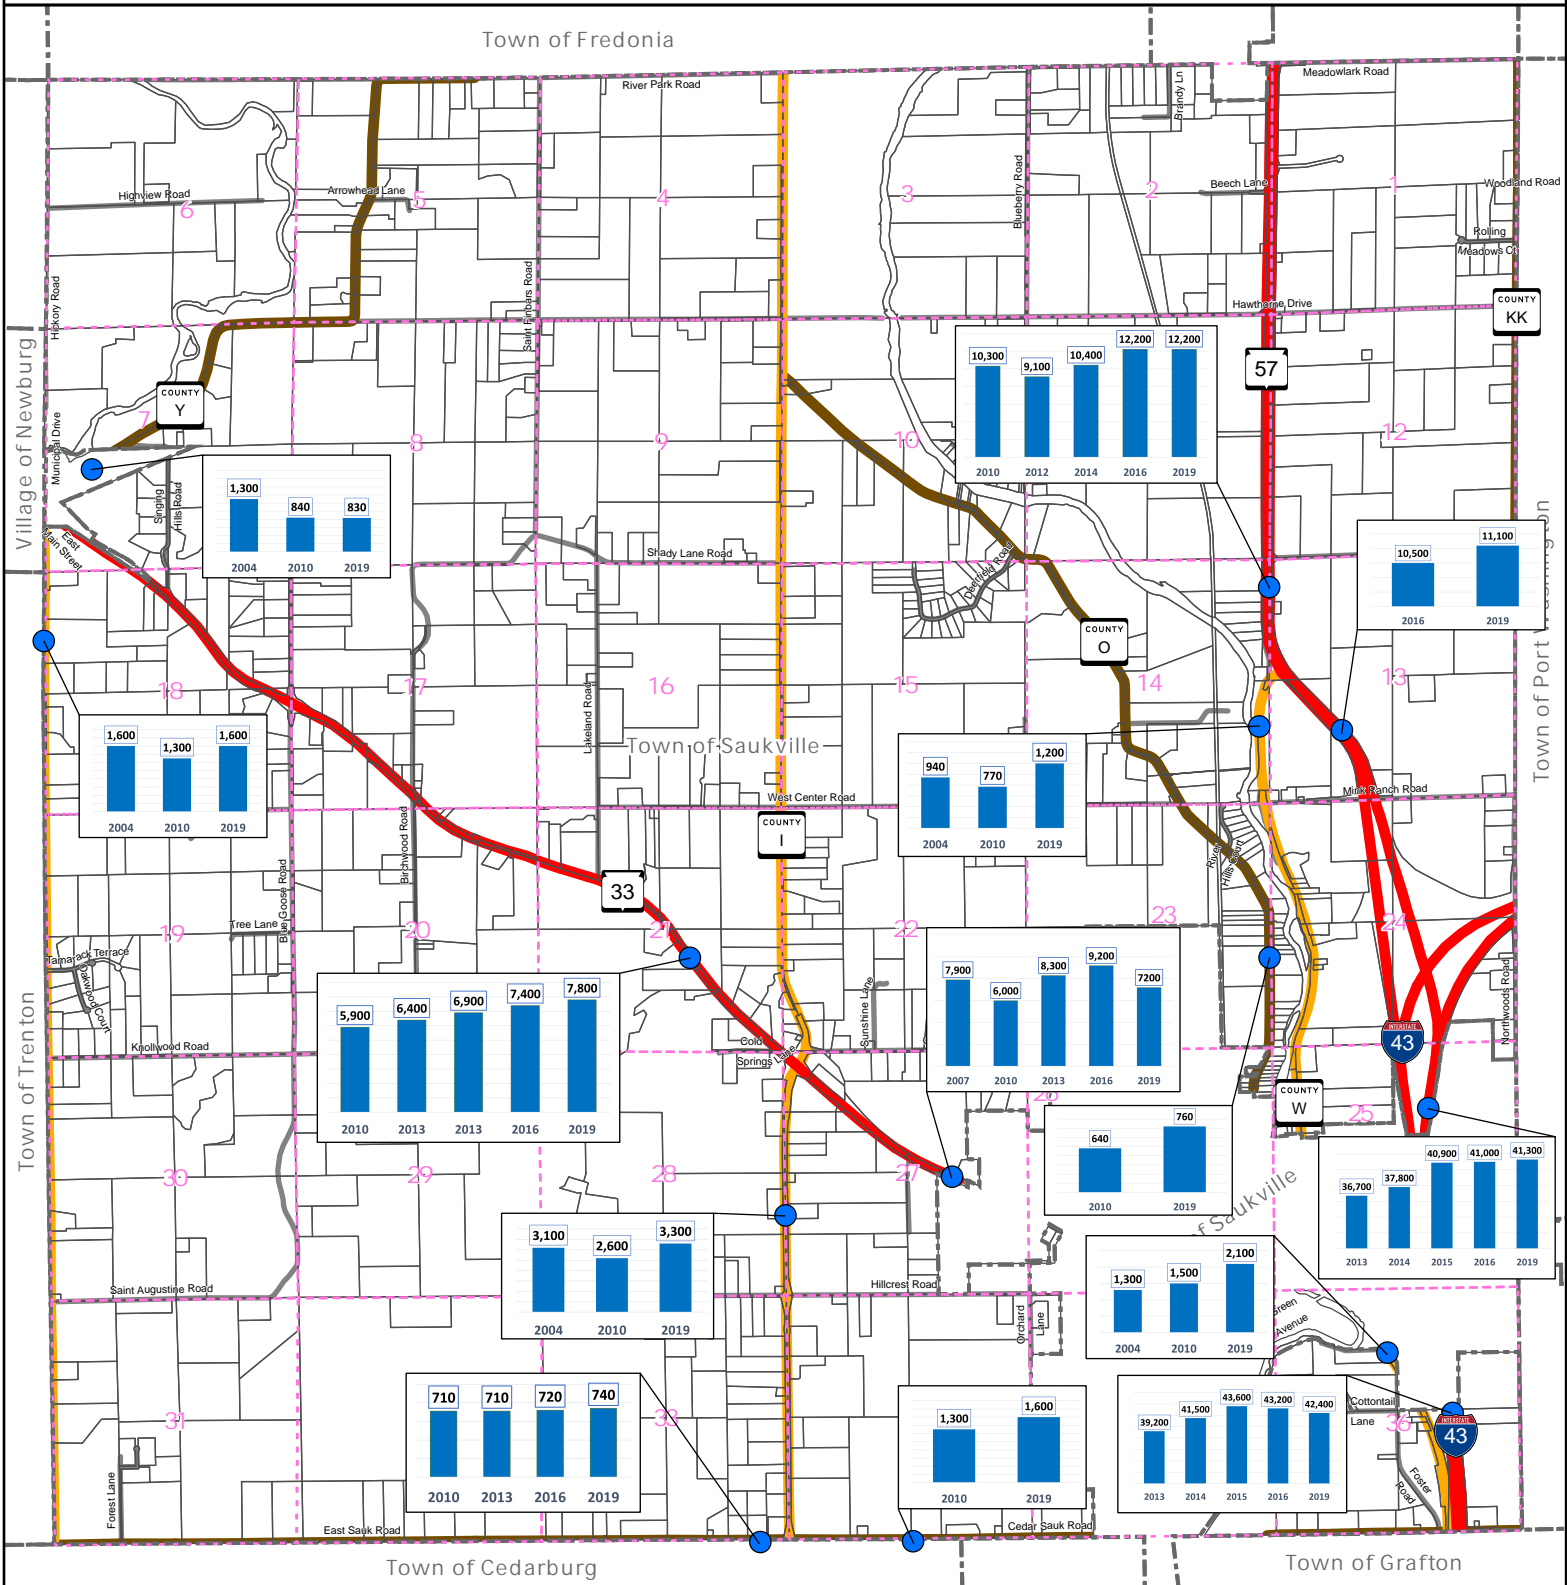 Town of Fredonia
River Park Road
Meadowlark Road
Brandy Ln
Highview Road
Arrowhead Lane
Blueberry Road
Beech Lane
Woodland Road
6
5
4
3
2
1
Rolling
Meadows Ct
Hickory Road
Saint Finbars Road
Hawthorne Drive
COUNTY
KK
57
10,300
9,100
10,400
12,200
12,200
2010
2012
2014
2016
2019
Village of Newburg
COUNTY
Y
Municipal Drive
7
8
9
10
12
Singing
Hills Road
1,300
840
830
2004
2010
2019
East
Main Street
Shady Lane Road
Deerfield Road
10,500
11,100
2016
2019
Town of Port Washington
COUNTY
O
18
17
16
15
14
13
Lakeland Road
Town of Saukville
1,600
1,300
1,600
2004
2010
2019
940
770
1,200
2004
2010
2019
West Center Road
Mink Ranch Road
COUNTY
I
Birchwood Road
River
Hills Court
33
Blue Goose Road
Tree Lane
19
20
21
22
23
24
Tamarack Terrace
Oakwood Court
Sunshine Lane
Northwoods Road
5,900
6,400
6,900
7,400
7,800
2010
2013
2013
2016
2019
7,900
6,000
8,300
9,200
7200
2007
2010
2013
2016
2019
Knollwood Road
Cold
Springs Lane
INTERSTATE
43
Town of Trenton
COUNTY
W
26
25
640
760
2010
2019
36,700
37,800
40,900
41,000
41,300
2013
2014
2015
2016
2019
30
29
28
27
of Saukville
3,100
2,600
3,300
2004
2010
2019
1,300
1,500
2,100
2004
2010
2019
Saint Augustine Road
Hillcrest Road
Orchard
Lane
Green
Avenue
710
710
720
740
2010
2013
2016
2019
1,300
1,600
2010
2019
39,200
41,500
43,600
43,200
42,400
2013
2014
2015
2016
2019
Cottontail
Lane
31
33
36
INTERSTATE
43
Foster
Road
Forest Lane
East Sauk Road
Cedar Sauk Road
Town of Cedarburg
Town of Grafton